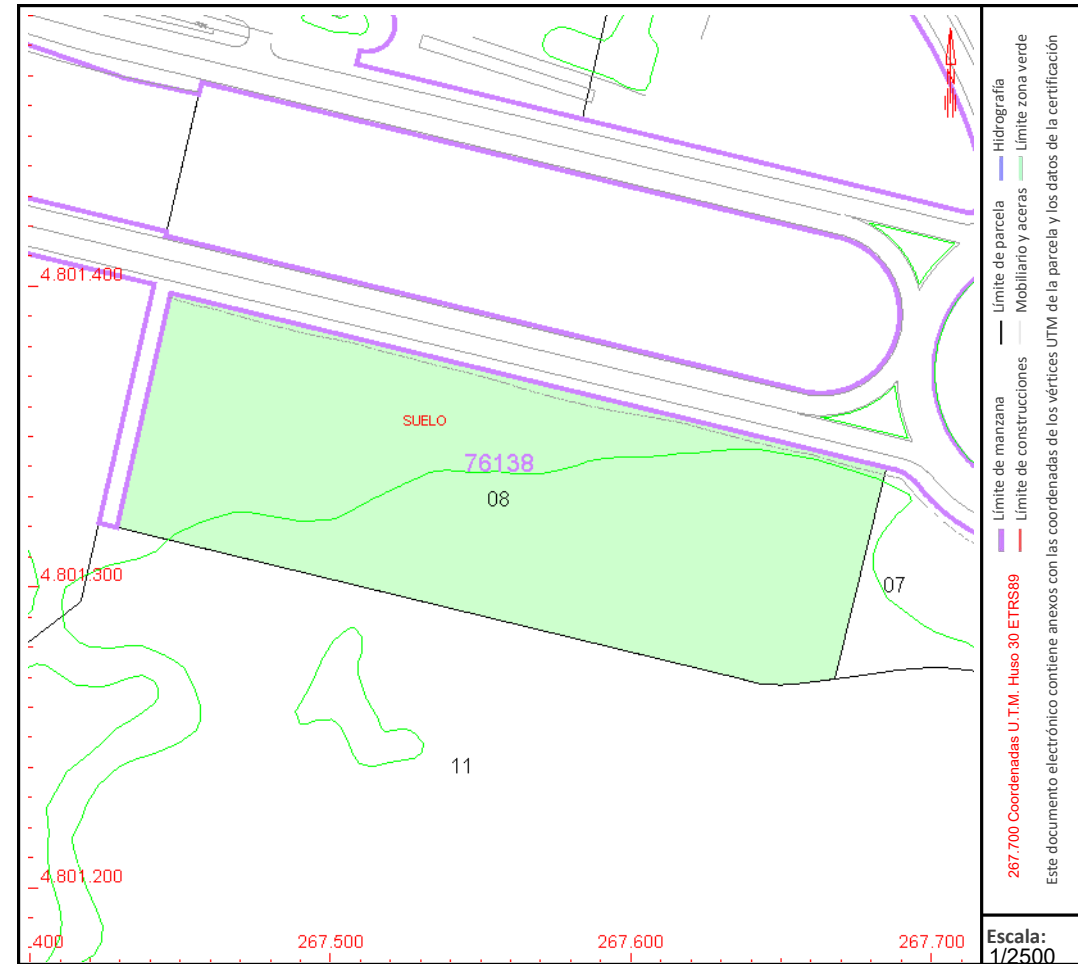 4.801.400
SUELO
76138
08
4.801.300
07
11
4.801.200
.400
267.500
267.600
267.700
Límite de manzana
Límite de parcela
Hidrografía
267.700 Coordenadas U.T.M. Huso 30 ETRS89
Límite de construcciones
Mobiliario y aceras
Límite zona verde
Este documento electrónico contiene anexos con las coordenadas de los vértices UTM de la parcela y los datos de la certificación
Escala:
1/2500